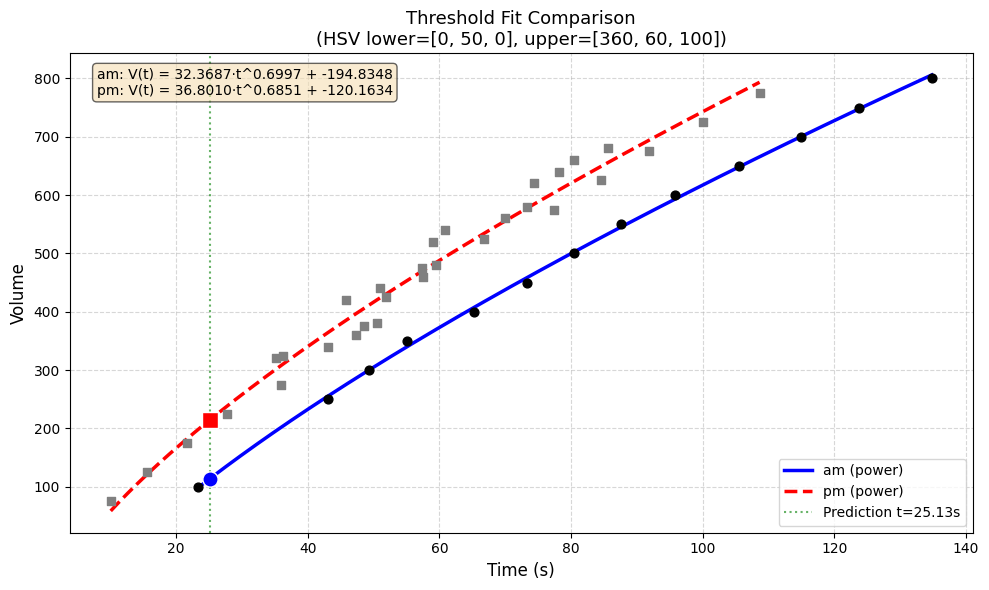 Threshold Fit Comparison
(HSV lower=[0, 50, 0], upper=[360, 60, 100])
am: V(t) = 32.3687·t^0.6997 + -194.8348
pm: V(t) = 36.8010·t^0.6851 + -120.1634
Volume
800
700
600
500
400
300
200
100
am (power)
pm (power)
Prediction t=25.13s
20 40 60 80 100 120 140
Time (s)